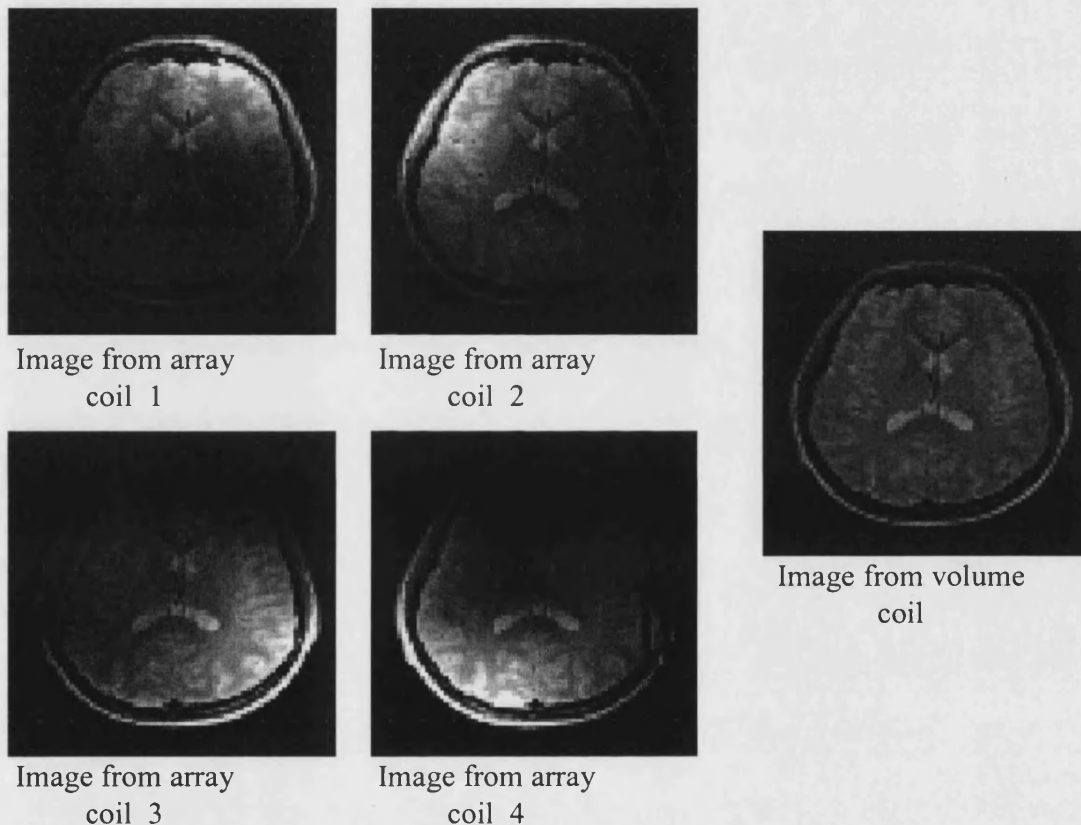 Image from array
coil 1
Image from array
coil 2
Image from array
coil 3
Image from array
coil 4
Image from volume
coil